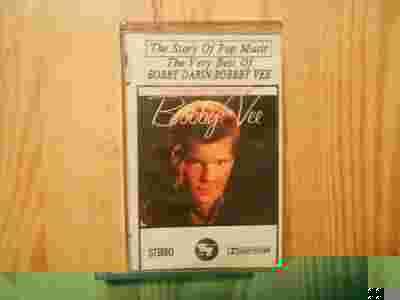 The Story Of Pop Music
The Very Best Of
BOBBY DARIN/BOBBY VEE
Bobby Vee
STEREO